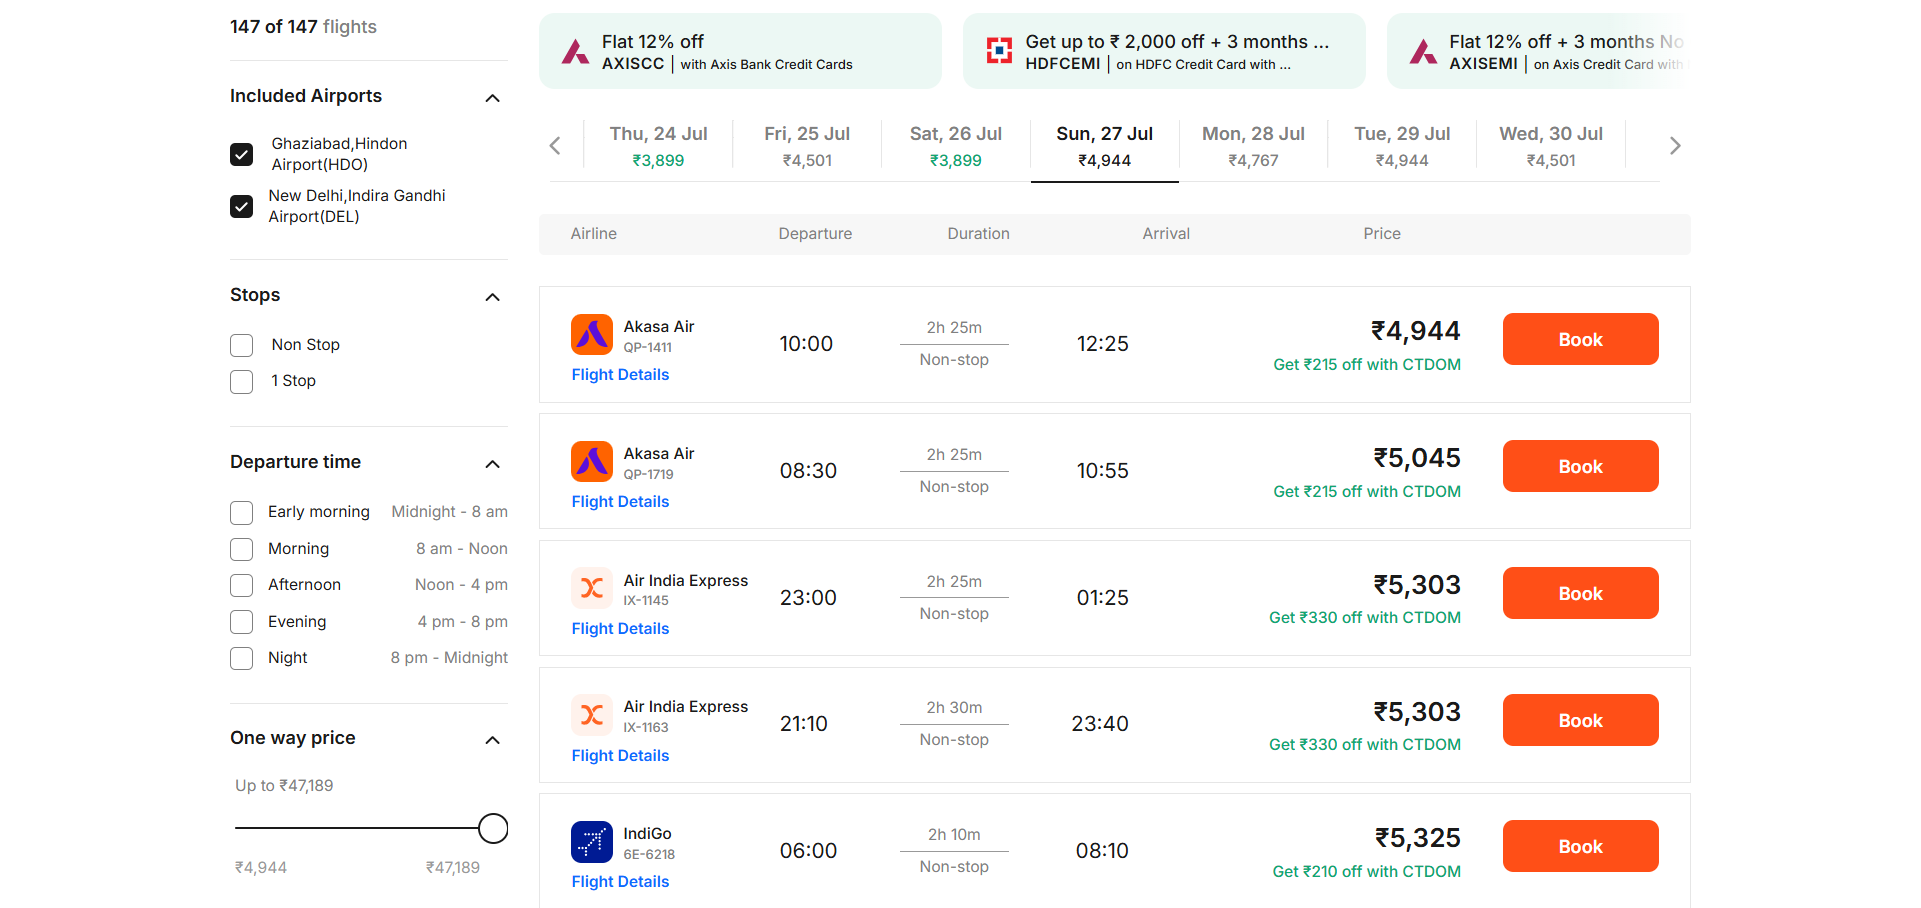 147 of 147 flights
Included Airports
Ghaziabad,Hindon
Airport(HDO)
New Delhi,Indira Gandhi
Airport(DEL)
Stops
Non Stop
1 Stop
Departure time
Early morning Midnight - 8 am
Morning 8 am - Noon
Afternoon Noon - 4 pm
Evening 4 pm - 8 pm
Night 8 pm - Midnight
One way price
Up to ₹47,189
₹4,944 ₹47,189
Flat 12% off
AXISCC | with Axis Bank Credit Cards
Get up to ₹ 2,000 off + 3 months ...
HDFCEMI | on HDFC Credit Card with ...
Flat 12% off + 3 months No
AXISEMI | on Axis Credit Card with
Thu, 24 Jul
₹3,899
Fri, 25 Jul
₹4,501
Sat, 26 Jul
₹3,899
Sun, 27 Jul
₹4,944
Mon, 28 Jul
₹4,767
Tue, 29 Jul
₹4,944
Wed, 30 Jul
₹4,501
Airline Departure Duration Arrival Price
Akasa Air
QP-1411
Flight Details
10:00
2h 25m
Non-stop
12:25
₹4,944
Get ₹215 off with CTDOM
Book
Akasa Air
QP-1719
Flight Details
08:30
2h 25m
Non-stop
10:55
₹5,045
Get ₹215 off with CTDOM
Book
Air India Express
IX-1145
Flight Details
23:00
2h 25m
Non-stop
01:25
₹5,303
Get ₹330 off with CTDOM
Book
Air India Express
IX-1163
Flight Details
21:10
2h 30m
Non-stop
23:40
₹5,303
Get ₹330 off with CTDOM
Book
IndiGo
6E-6218
Flight Details
06:00
2h 10m
Non-stop
08:10
₹5,325
Get ₹210 off with CTDOM
Book